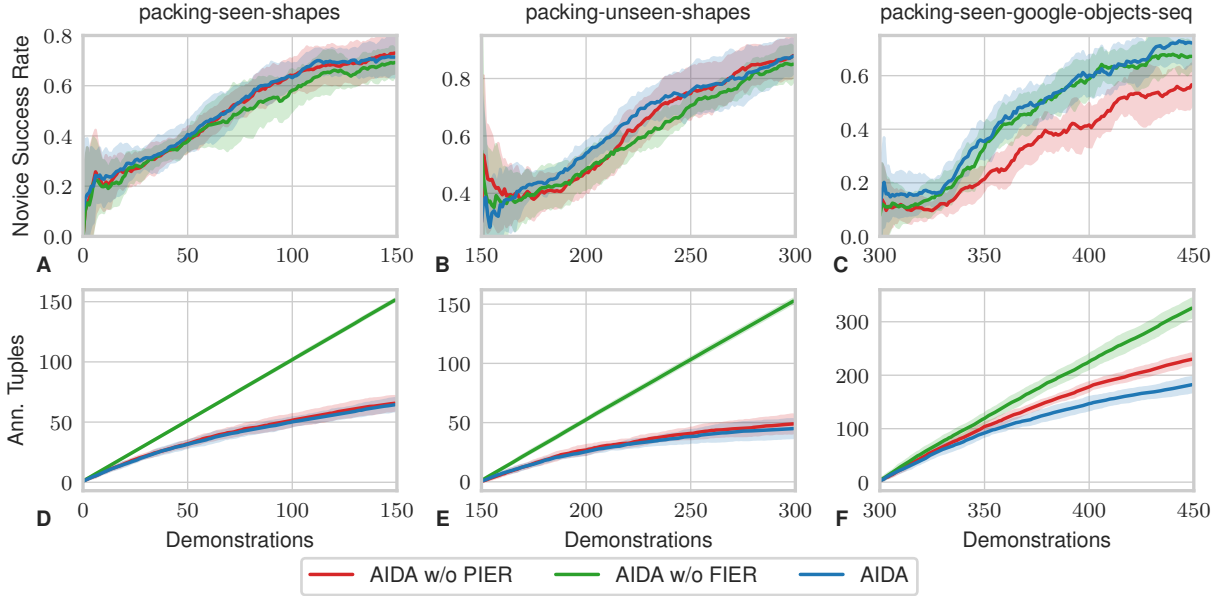 packing-seen-shapes
packing-unseen-shapes
packing-seen-google-objects-seq
Novice Success Rate
0.8
0.6
0.4
0.2
0.0
0 50 100 150
A
0.8
0.6
0.4
150 200 250 300
B
0.6
0.4
0.2
0.0
300 350 400 450
C
Ann. Tuples
150
100
50
0
0 50 100 150
D
Demonstrations
150
100
50
0
150 200 250 300
E
Demonstrations
300
200
100
0
300 350 400 450
F
Demonstrations
AIDA w/o PIER AIDA w/o FIER AIDA